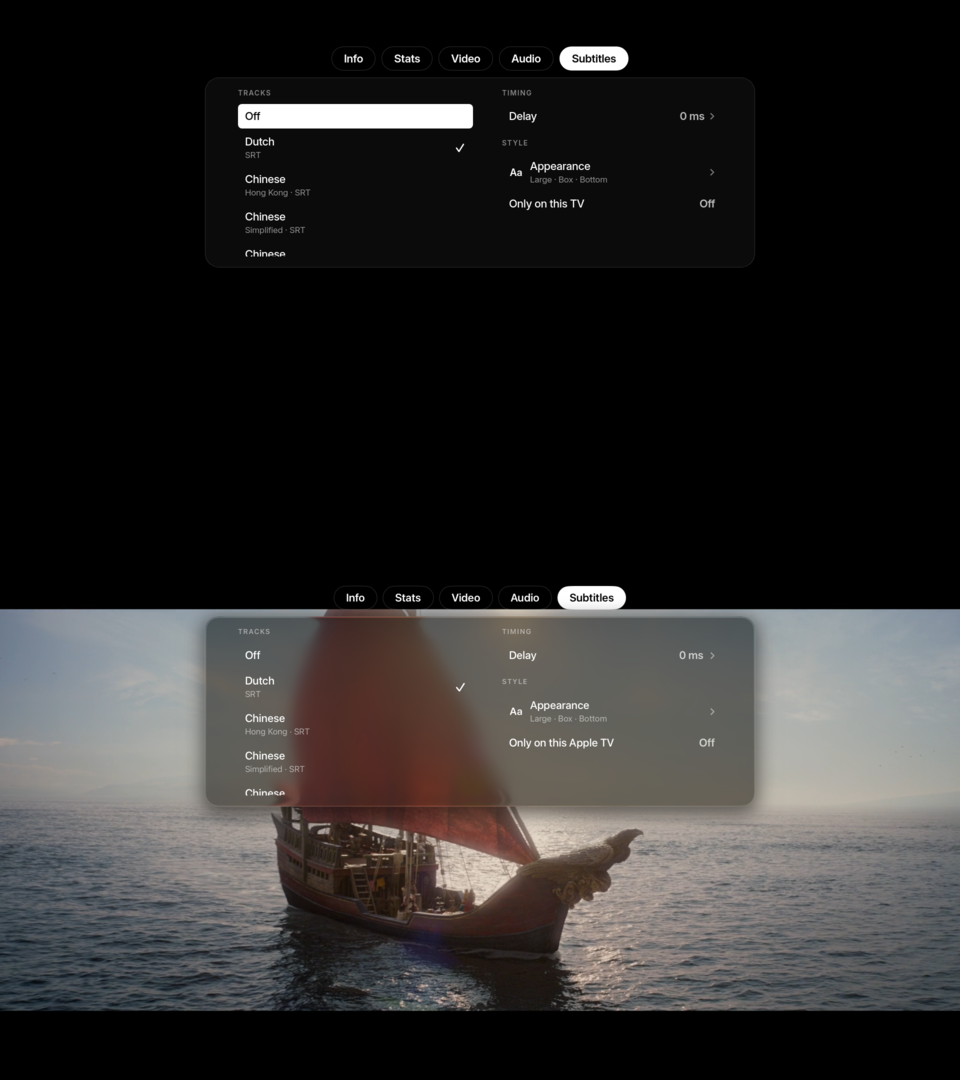 Info
Stats
Video
Audio
Subtitles
TRACKS
Off
Dutch
SRT
Chinese
Hong Kong · SRT
Chinese
Simplified · SRT
Chinese
TIMING
Delay
0 ms
STYLE
Aa
Appearance
Large · Box · Bottom
Only on this TV
Off
Info
Stats
Video
Audio
Subtitles
TRACKS
Off
Dutch
SRT
Chinese
Hong Kong · SRT
Chinese
Simplified · SRT
Chinese
TIMING
Delay
0 ms
STYLE
Aa
Appearance
Large · Box · Bottom
Only on this Apple TV
Off